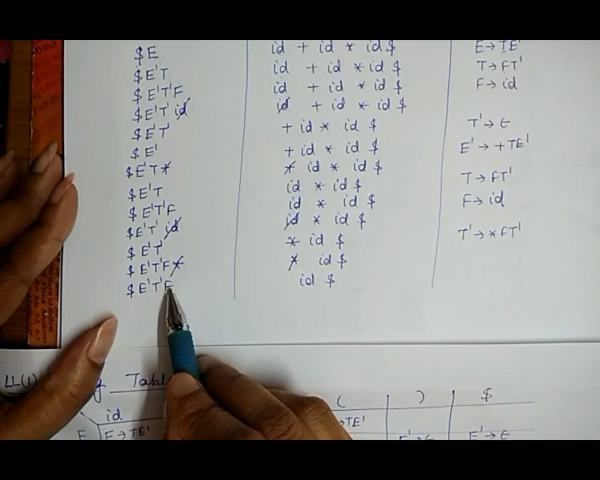 $ E id + id * id $ E → TE'
$ E'T id + id * id $ T → FT'
$ E'T'F id + id * id $ F → id
$ E'T' id id + id * id $
$ E'T' + id * id $ T' → ϵ
$ E' + id * id $ E' → +TE'
$ E'T* * id * id $
$ E'T id * id $ T → FT'
$ E'T'F id * id $ F → id
$ E'T' id id * id $
$ E'T' * id $ T' → *FT'
$ E'T'F* * id $
$ E'T'F id $
LL(1) Tabl
id ( ) $
E E → TE' →TE' E' → ϵ E' → ϵ